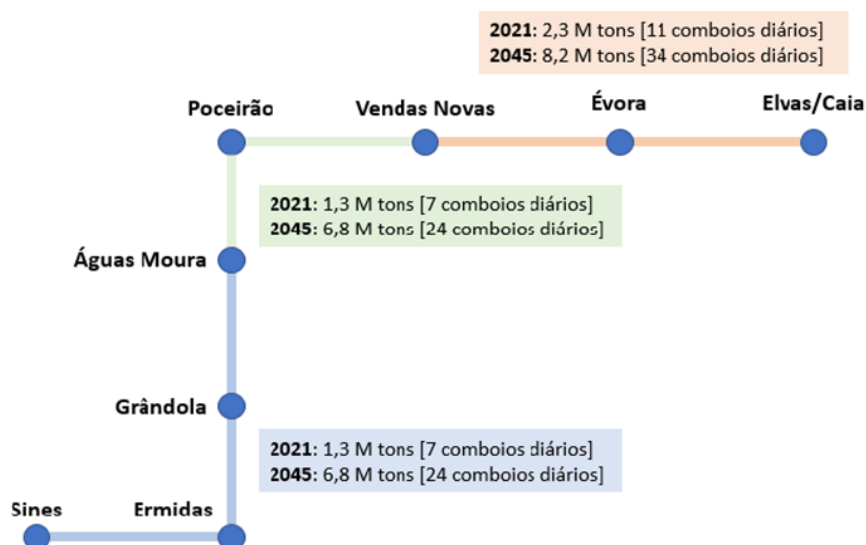 2021: 2,3 M tons [11 comboios diários]
2045: 8,2 M tons [34 comboios diários]
Poceirão
Vendas Novas
Évora
Elvas/Caia
2021: 1,3 M tons [7 comboios diários]
2045: 6,8 M tons [24 comboios diários]
Águas Moura
Grândola
2021: 1,3 M tons [7 comboios diários]
2045: 6,8 M tons [24 comboios diários]
Sines
Ermidas